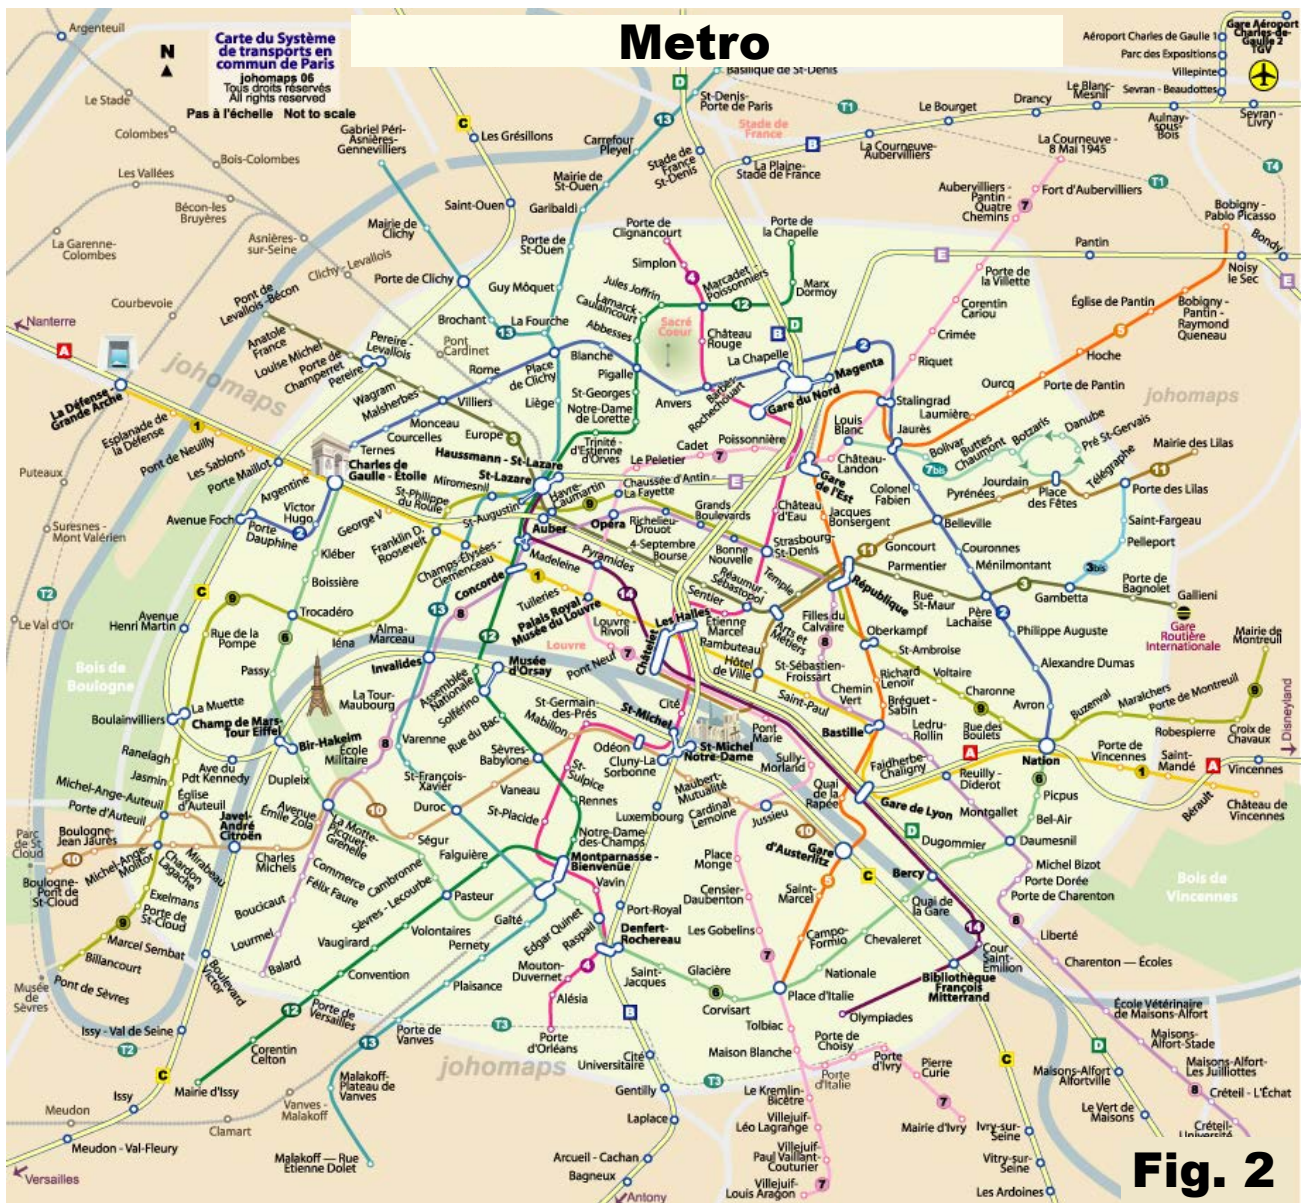 Metro
Carte du Système
de transports en
commun de Paris
johomaps 06
Tous droits réservés
All rights reserved
Pas à l'échelle Not to scale
N
Argenteuil
Le Stade
Colombes
Bois-Colombes
Les Vallées
Bécon-les
Bruyères
Asnières-
sur-Seine
La Garenne-
Colombes
Courbevoie
Clichy - Levallois
Nanterre
Gabriel Péri-
Asnières-
Gennevilliers
Les Grésillons
Carrefour
Pleyel
Basilique de St-Denis
St-Denis-
Porte de Paris
Stade de
France
St-Denis
Stade de
France
La Plaine-
Stade de France
La Courneuve-
Aubervilliers
Le Bourget
Drancy
Le Blanc-
Mesnil
Aulnay-
sous-
Bois
Sevran - Beaudottes
Sevran -
Livry
Villepinte
Parc des Expositions
Aéroport Charles de Gaulle 1
Gare Aéroport
Charles-de-
Gaulle 2
TGV
La Courneuve -
8 Mai 1945
Fort d'Aubervilliers
Aubervilliers -
Pantin -
Quatre
Chemins
Bobigny -
Pablo Picasso
Bondy
Noisy
le Sec
Pantin
Mairie de
St-Ouen
Garibaldi
Saint-Ouen
Mairie de
Clichy
Porte de Clichy
Porte de
St-Ouen
Guy Môquet
Brochant
La Fourche
Porte de
Clignancourt
Simplon
Jules Joffrin
Lamarck-
Caulaincourt
Abbesses
Marcadet-
Poissonniers
Porte de
la Chapelle
Marx
Dormoy
Sacré
Coeur
Château
Rouge
La Chapelle
Magenta
Gare du Nord
Barbès-
Rochechouart
Anvers
Pigalle
Blanche
Place
de Clichy
Rome
Pont
Cardinet
Pont de
Levallois-Bécon
Anatole
France
Louise Michel
Porte de
Champerret
Pereire -
Levallois
Pereire
Wagram
Malsherbes
Villiers
Monceau
Courcelles
Ternes
Europe
Liège
St-Georges
Notre-Dame
de Lorette
Trinité -
d'Estienne
d'Orves
Porte de
la Villette
Corentin
Cariou
Crimée
Riquet
Stalingrad
Jaurès
Laumière
Ourcq
Porte de Pantin
Hoche
Église de Pantin
Bobigny -
Pantin -
Raymond
Queneau
Louis
Blanc
Château-
Landon
Bolivar
Buttes
Chaumont
Botzaris
Danube
Pré St-Gervais
Place
des Fêtes
Jourdain
Pyrénées
Télégraphe
Mairie des Lilas
Porte des Lilas
Saint-Fargeau
Pelleport
La Défense
Grande Arche
Esplanade de
la Défense
Pont de Neuilly
Les Sablons
Porte Maillot
Argentine
Charles de
Gaulle - Étoile
Puteaux
Suresnes -
Mont Valérien
Le Val d'Or
Avenue Foch
Porte
Dauphine
Victor
Hugo
Kléber
Boissière
Trocadéro
Passy
Avenue
Henri Martin
Rue de la
Pompe
Iéna
Alma-
Marceau
George V
Franklin D.
Roosevelt
St-Philippe
du Roule
Miromesnil
St-Augustin
Haussmann - St-Lazare
St-Lazare
Havre-
Caumartin
Auber
Opéra
Chaussée d'Antin -
La Fayette
Le Peletier
Cadet
Poissonnière
Richelieu-
Drouot
Grands
Boulevards
Bonne
Nouvelle
Strasbourg-
St-Denis
Château
d'Eau
Gare
de l'Est
Jacques
Bonsergent
Colonel
Fabien
Belleville
Couronnes
Ménilmontant
Goncourt
Parmentier
République
Temple
Arts et
Métiers
Réaumur-
Sébastopol
Sentier
Bourse
4-Septembre
Madeleine
Pyramides
Champs-Élysées -
Clemenceau
Concorde
Tuileries
Palais Royal
Musée du Louvre
Louvre
Louvre
Rivoli
Pont Neuf
Châtelet
Les Halles
Etienne
Marcel
Rambuteau
Hôtel
de Ville
Filles du
Calvaire
St-Sébastien-
Froissart
Chemin
Vert
Oberkampf
St-Ambroise
Richard
Lenoir
Voltaire
Charonne
Bréguet -
Sabin
Rue
St-Maur
Père
Lachaise
Gambetta
Porte de
Bagnolet
Gallieni
Gare
Routière
Internationale
Philippe Auguste
Alexandre Dumas
Avron
Buzenval
Maraîchers
Porte de Montreuil
Robespierre
Croix de
Chavaux
Mairie de
Montreuil
Disneyland
Vincennes
Château de
Vincennes
Bérault
Saint-
Mandé
Porte de
Vincennes
Nation
Rue des
Boulets
Ledru-
Rollin
Faidherbe-
Chaligny
Reuilly -
Diderot
Montgallet
Picpus
Bel-Air
Daumesnil
Dugommier
Bercy
Michel Bizot
Porte Dorée
Porte de Charenton
Liberté
Charenton — Écoles
École Vétérinaire
de Maisons-Alfort
Maisons-
Alfort-Stade
Maisons-Alfort-
Les Juilliottes
Créteil - L'Échat
Créteil-
Université
Maisons-Alfort
Alfortville
Le Vert de
Maisons
Bois de
Vincennes
Bois de
Boulogne
Invalides
La Tour-
Maubourg
École
Militaire
Assemblée
Nationale
Solférino
Musée
d'Orsay
Rue du Bac
Varenne
St-François-
Xavier
Sèvres-
Babylone
Vaneau
Duroc
Ségur
St-Placide
Rennes
St-Sulpice
Mabillon
St-Germain-
des-Prés
Odéon
Cluny-La
Sorbonne
St-Michel
Cité
St-Michel
Notre-Dame
Maubert-
Mutualité
Cardinal
Lemoine
Jussieu
Luxembourg
Port-Royal
Pont
Marie
Sully-
Morland
Saint-Paul
Bastille
Quai
de la
Rapée
Gare de Lyon
Gare
d'Austerlitz
Saint-
Marcel
Campo-
Formio
Place
Monge
Censier-
Daubenton
Les Gobelins
Place d'Italie
Nationale
Chevaleret
Quai de
la Gare
Cour
Saint-
Émilion
Bibliothèque
François
Mitterrand
Olympiades
Tolbiac
Maison Blanche
Porte de
Choisy
Porte
d'Italie
Porte
d'Ivry
Pierre
Curie
Mairie d'Ivry
Le Kremlin-
Bicêtre
Villejuif-
Léo Lagrange
Villejuif-
Paul Vaillant-
Couturier
Villejuif-
Louis Aragon
Ivry-sur-
Seine
Vitry-sur-
Seine
Les Ardoines
La Muette
Boulainvilliers
Ranelagh
Jasmin
Michel-Ange-Auteuil
Porte d'Auteuil
Église
d'Auteuil
Boulogne-
Jean Jaurès
Boulogne-
Pont de
St-Cloud
Michel-Ange-
Molitor
Chardon
Lagache
Mirabeau
Exelmans
Porte de
St-Cloud
Marcel Sembat
Billancourt
Pont de Sèvres
Parc
de St
Cloud
Musée
de
Sèvres
Champ de Mars-
Tour Eiffel
Bir-Hakeim
Ave du
Pdt Kennedy
Dupleix
Avenue
Émile Zola
La Motte-
Picquet-
Grenelle
Javel-
André
Citroën
Charles
Michels
Commerce
Félix Faure
Boucicaut
Lourmel
Balard
Boulevard
Victor
Cambronne
Sèvres - Lecourbe
Pasteur
Volontaires
Vaugirard
Convention
Porte de
Versailles
Corentin
Celton
Mairie d'Issy
Issy - Val de Seine
Issy
Meudon
Meudon - Val-Fleury
Versailles
Clamart
Vanves -
Malakoff
Malakoff-
Plateau de
Vanves
Malakoff — Rue
Etienne Dolet
Porte de
Vanves
Plaisance
Pernety
Gaîté
Falguière
Montparnasse -
Bienvenüe
Notre-Dame
des-Champs
Vavin
Edgar Quinet
Raspail
Denfert-
Rochereau
Mouton-
Duvernet
Alésia
Porte
d'Orléans
Saint-
Jacques
Glacière
Corvisart
Cité
Universitaire
Gentilly
Laplace
Arcueil - Cachan
Bagneux
Antony
johomaps
johomaps
johomaps
Fig. 2